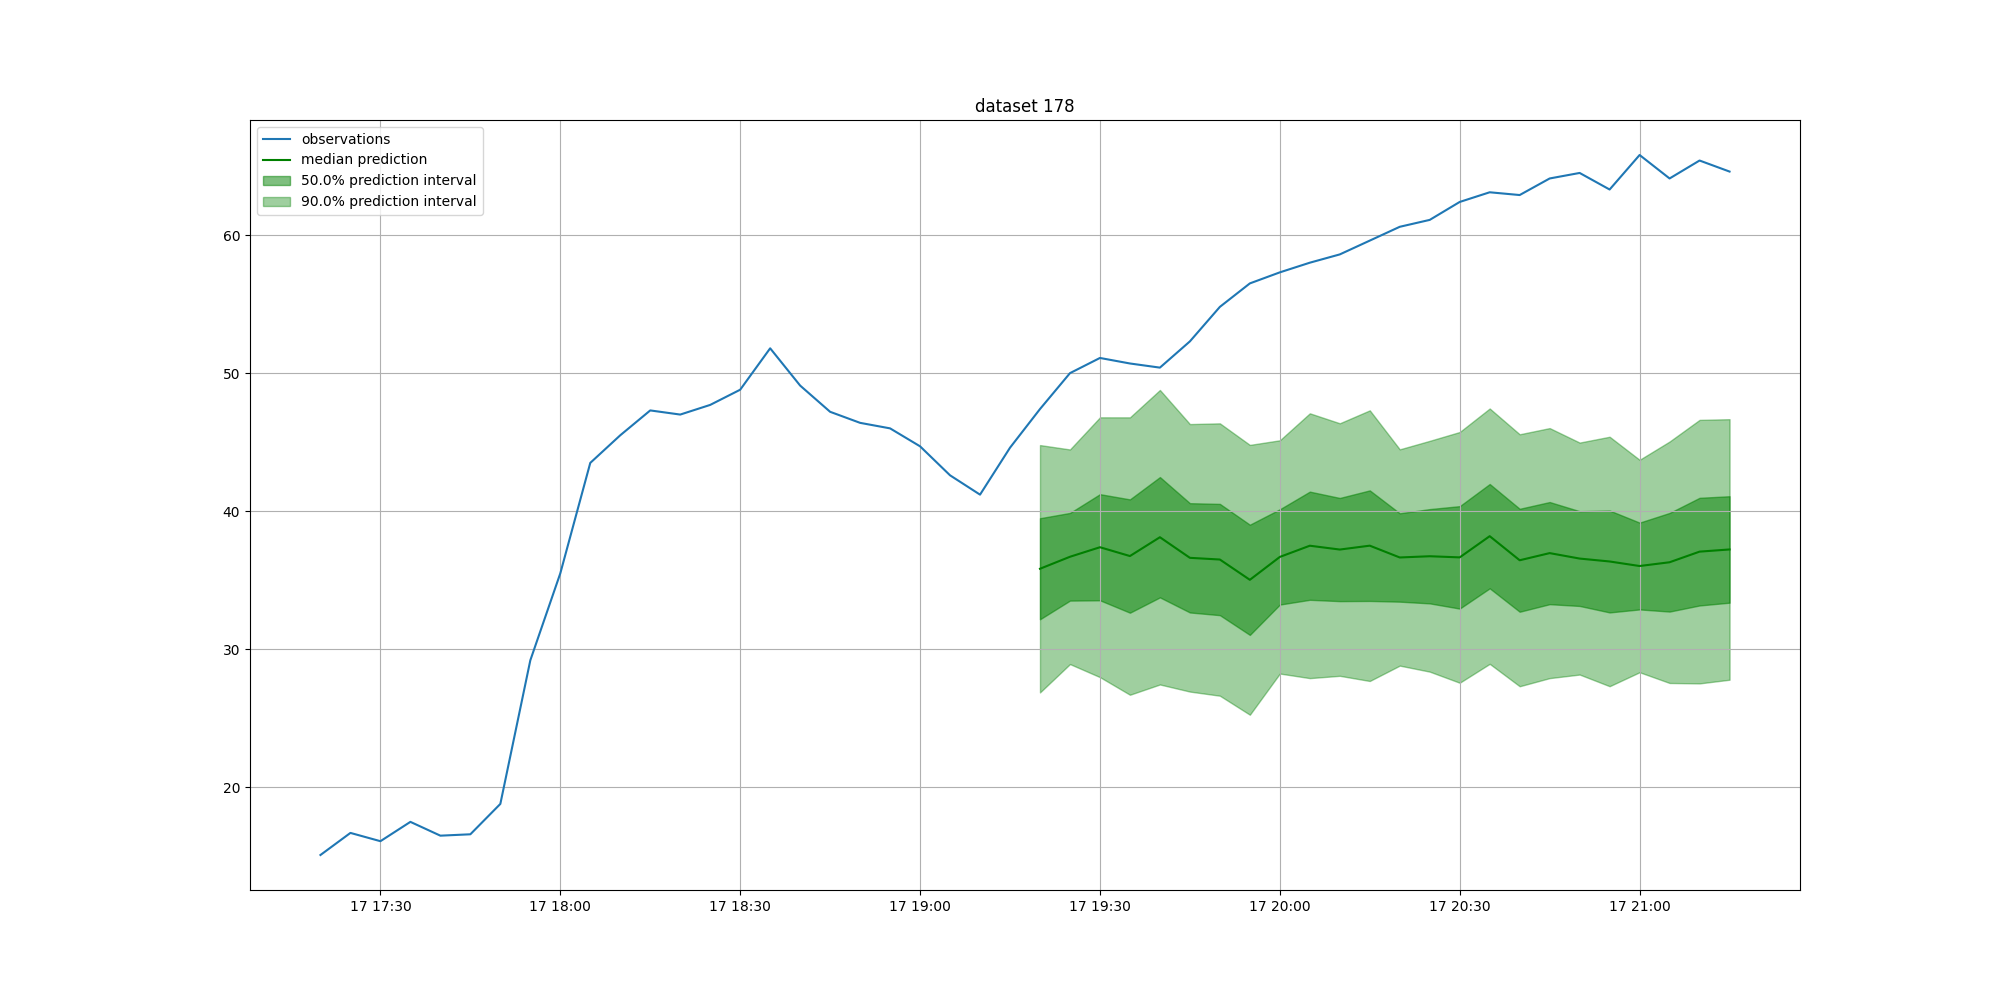 dataset 178
observations
median prediction
50.0% prediction interval
90.0% prediction interval
60
50
40
30
20
17 17:30 17 18:00 17 18:30 17 19:00 17 19:30 17 20:00 17 20:30 17 21:00